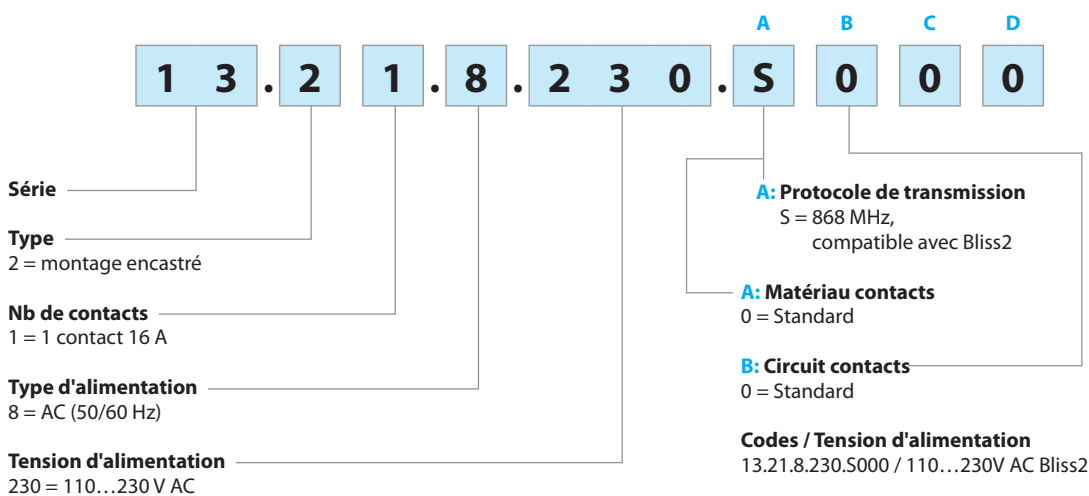 A B C D
1 3 . 2 1 . 8 . 2 3 0 . S 0 0 0
Série
Type
2 = montage encastré
Nb de contacts
1 = 1 contact 16 A
Type d'alimentation
8 = AC (50/60 Hz)
Tension d'alimentation
230 = 110…230 V AC
A: Protocole de transmission
S = 868 MHz,
compatible avec Bliss2
A: Matériau contacts
0 = Standard
B: Circuit contacts
0 = Standard
Codes / Tension d'alimentation
13.21.8.230.S000 / 110…230V AC Bliss2